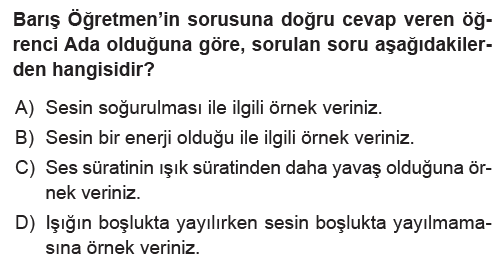 Barış Öğretmen’in sorusuna doğru cevap veren öğ-
renci Ada olduğuna göre, sorulan soru aşağıdakiler-
den hangisidir?
A) Sesin soğurulması ile ilgili örnek veriniz.
B) Sesin bir enerji olduğu ile ilgili örnek veriniz.
C) Ses süratinin ışık süratinden daha yavaş olduğuna ör-
nek veriniz.
D) Işığın boşlukta yayılırken sesin boşlukta yayılmama-
sına örnek veriniz.